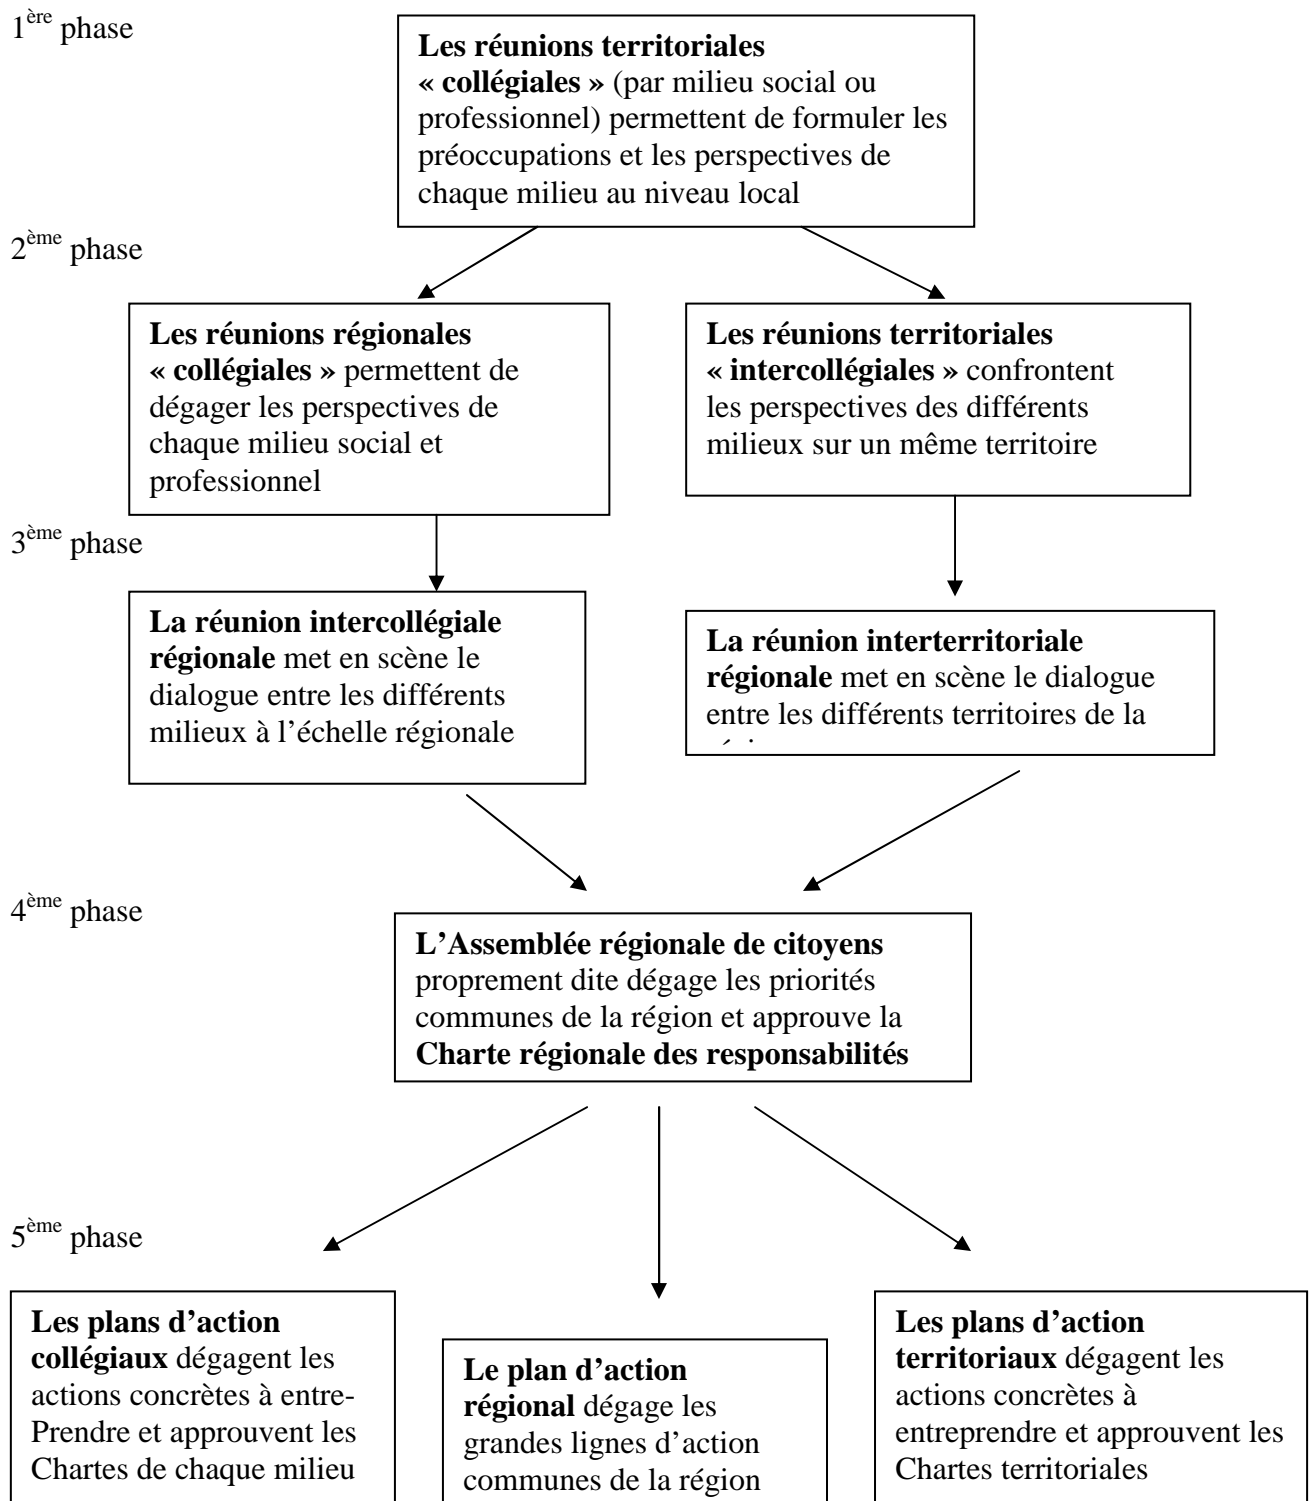 1ère phase
Les réunions territoriales
« collégiales » (par milieu social ou
professionnel) permettent de formuler les
préoccupations et les perspectives de
chaque milieu au niveau local
2ème phase
Les réunions régionales
« collégiales » permettent de
dégager les perspectives de
chaque milieu social et
professionnel
Les réunions territoriales
« intercollégiales » confrontent
les perspectives des différents
milieux sur un même territoire
3ème phase
La réunion intercollégiale
régionale met en scène le
dialogue entre les différents
milieux à l’échelle régionale
La réunion interterritoriale
régionale met en scène le dialogue
entre les différents territoires de la
4ème phase
L’Assemblée régionale de citoyens
proprement dite dégage les priorités
communes de la région et approuve la
Charte régionale des responsabilités
5ème phase
Les plans d’action
collégiaux dégagent les
actions concrètes à entre-
Prendre et approuvent les
Chartes de chaque milieu
Le plan d’action
régional dégage les
grandes lignes d’action
communes de la région
Les plans d’action
territoriaux dégagent les
actions concrètes à
entreprendre et approuvent les
Chartes territoriales